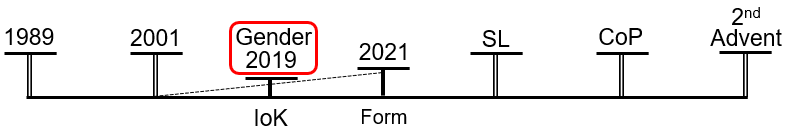 1989
2001
Gender
2019
2021
SL
CoP
2nd
Advent
IoK
Form